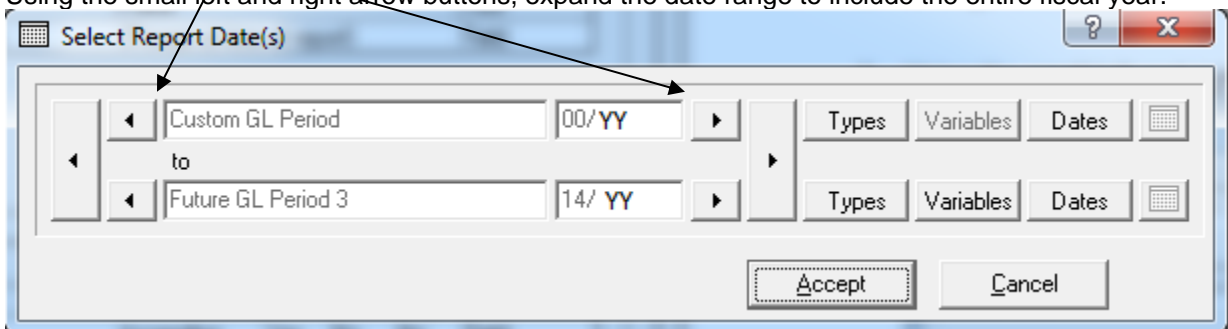 Using the small left and right arrow buttons, expand the date range to include the entire fiscal year.
Select Report Date(s)
Custom GL Period 00/YY Types Variables Dates
to
Future GL Period 3 14/ YY Types Variables Dates
Accept Cancel